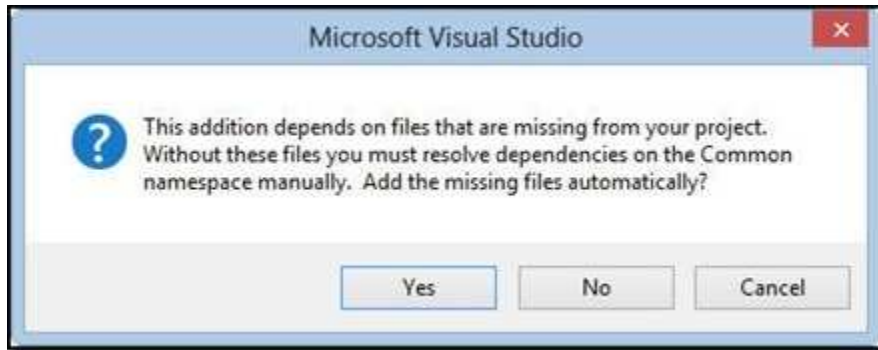 Microsoft Visual Studio
This addition depends on files that are missing from your project.
Without these files you must resolve dependencies on the Common
namespace manually.  Add the missing files automatically?
Yes
No
Cancel